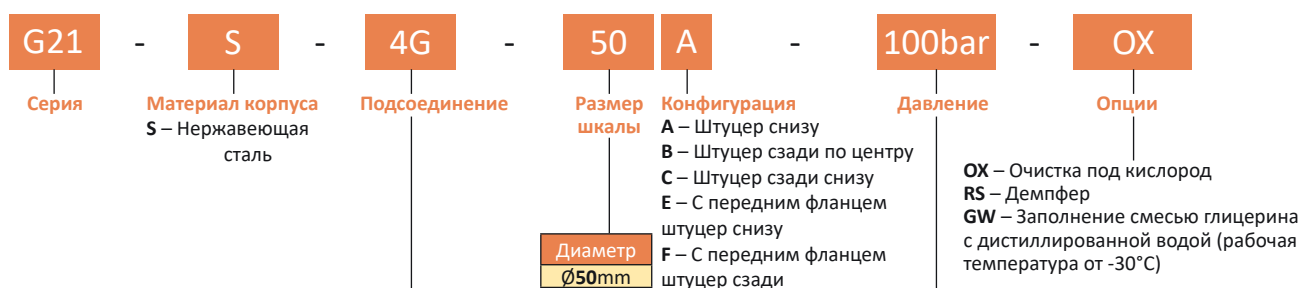 G21 - S - 4G - 50 A - 100bar - OX
Серия
Материал корпуса
S – Нержавеющая
сталь
Подсоединение
Размер
шкалы
Диаметр
Ø50mm
Конфигурация
A – Штуцер снизу
B – Штуцер сзади по центру
C – Штуцер сзади снизу
E – С передним фланцем
штуцер снизу
F – С передним фланцем
штуцер сзади
Давление
Опции
OX – Очистка под кислород
RS – Демпфер
GW – Заполнение смесью глицерина
с дистиллированной водой (рабочая
температура от -30°C)